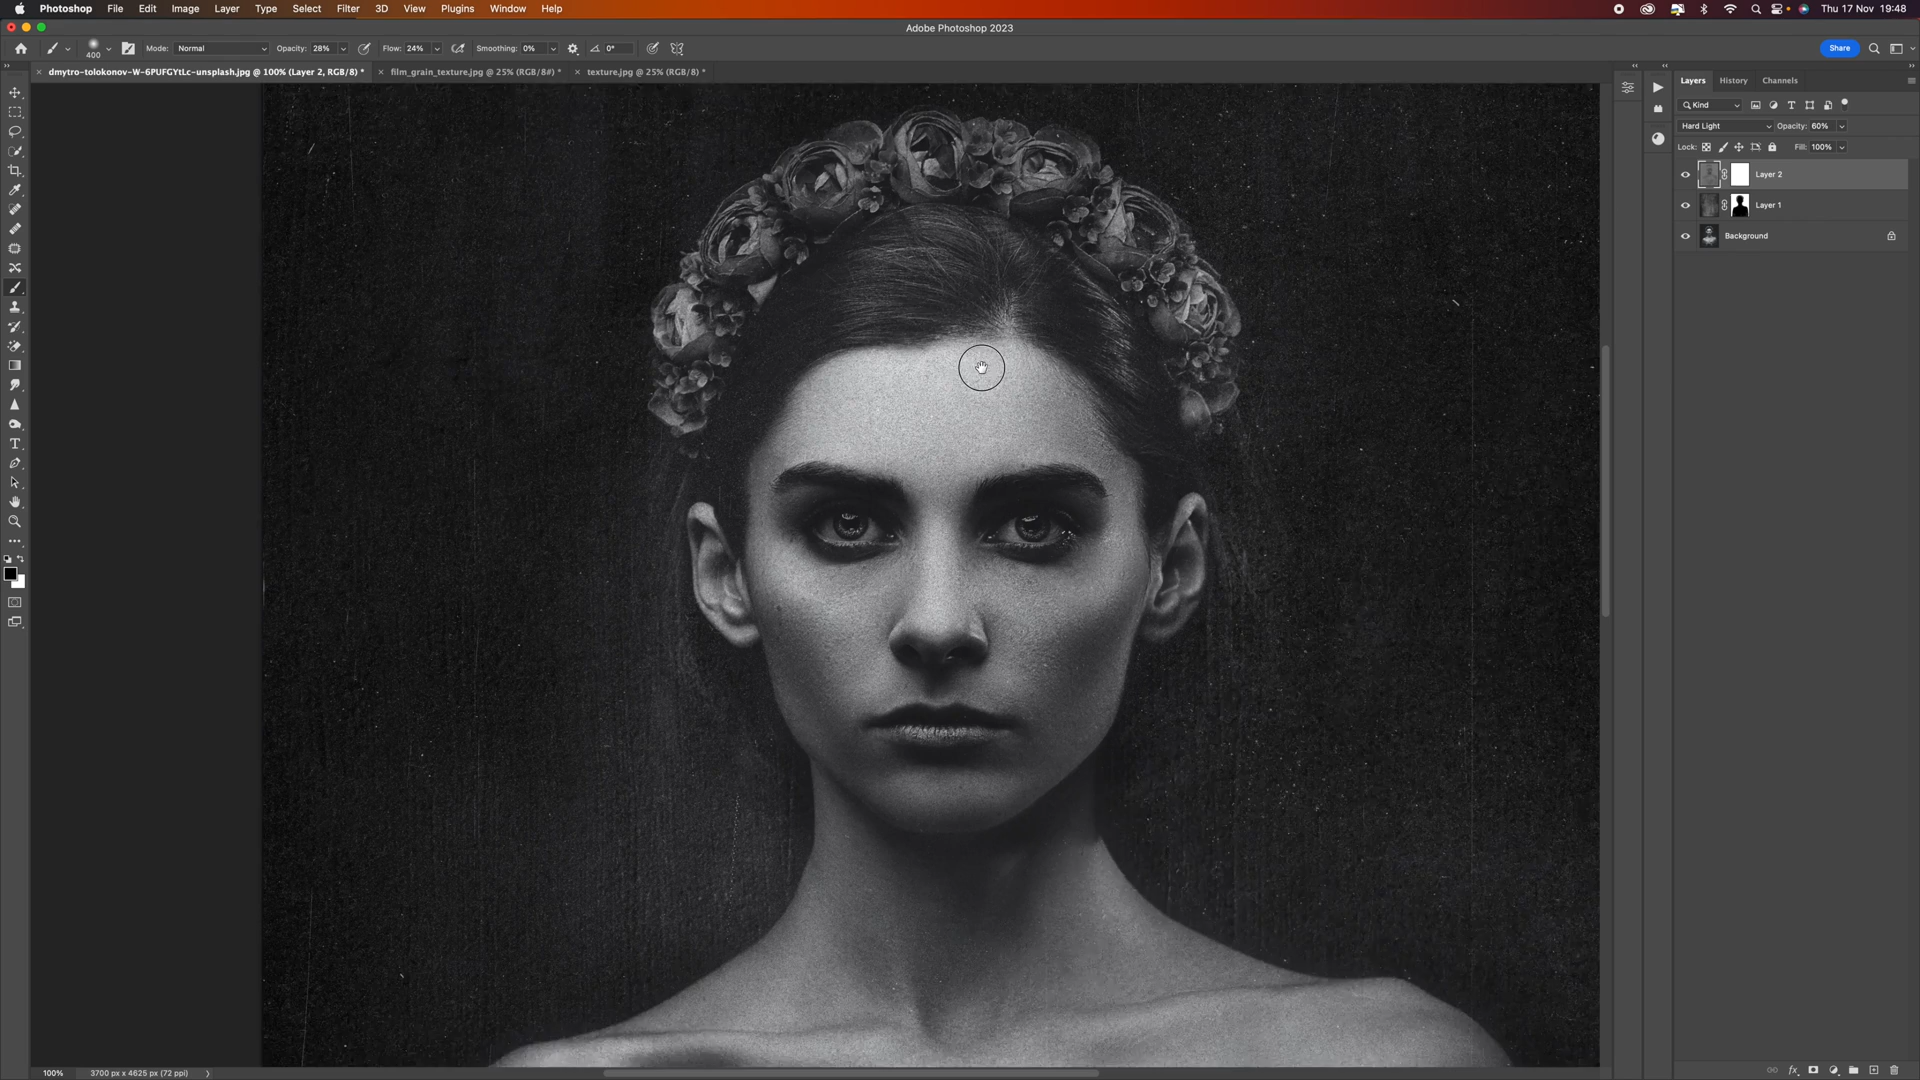 Photoshop File Edit Image Layer Type Select Filter 3D View Plugins Window Help Thu 17 Nov 19:48
Adobe Photoshop 2023
400 Mode: Normal Opacity: 28% Flow: 24% Smoothing: 0% 0° Share
dmytro-tolokonov-W-6PUFGYtLc-unsplash.jpg @ 100% (Layer 2, RGB/8) * film_grain_texture.jpg @ 25% (RGB/8#) * texture.jpg @ 25% (RGB/8) *
Layers History Channels
Kind
Hard Light Opacity: 60%
Lock: Fill: 100%
Layer 2
Layer 1
Background
100% 3700 px x 4625 px (72 ppi)